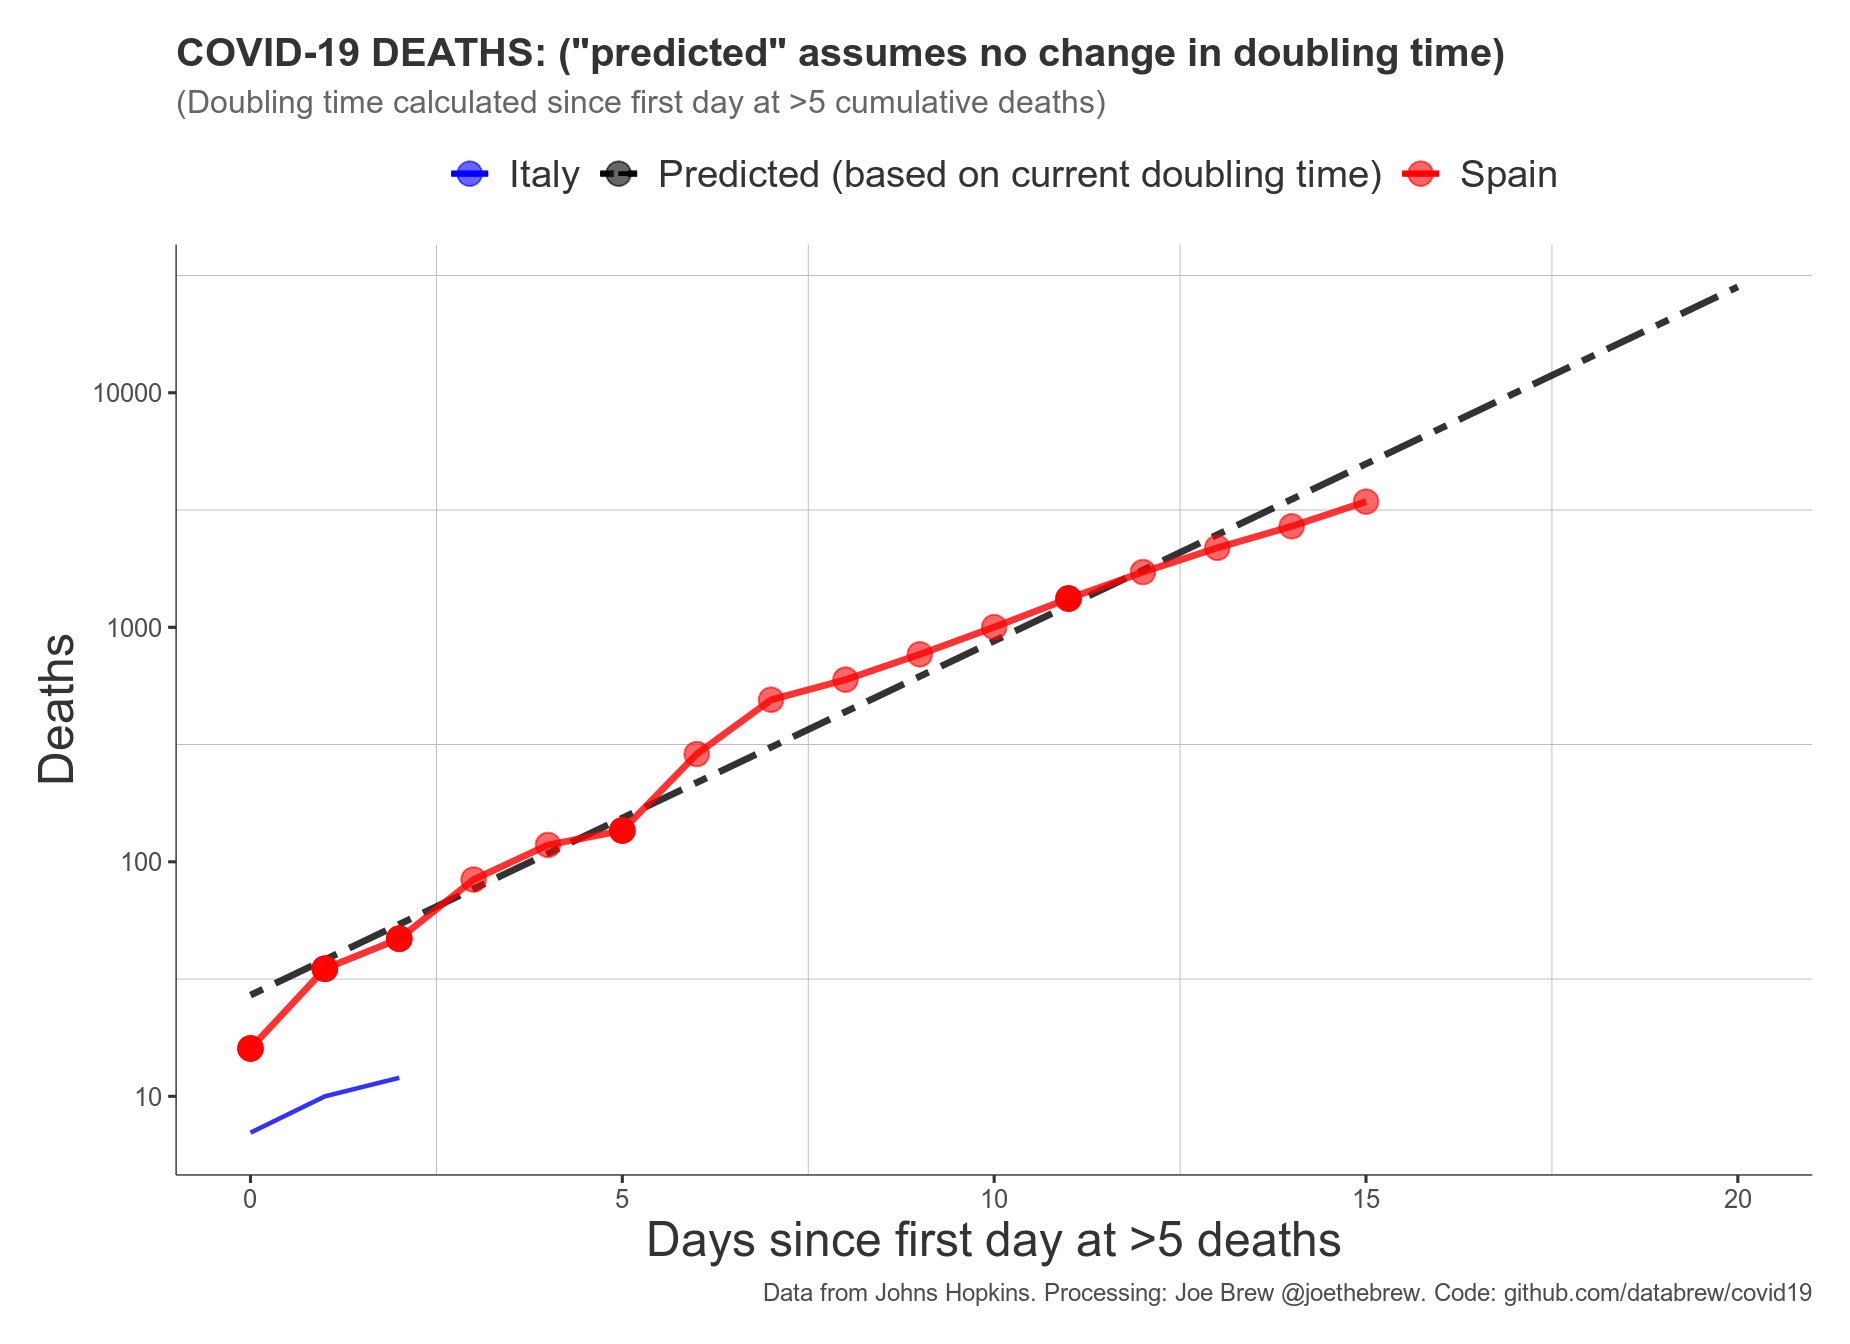 COVID-19 DEATHS: ("predicted" assumes no change in doubling time)
(Doubling time calculated since first day at >5 cumulative deaths)
Italy Predicted (based on current doubling time) Spain
Deaths
10000
1000
100
10
0 5 10 15 20
Days since first day at >5 deaths
Data from Johns Hopkins. Processing: Joe Brew @joethebrew. Code: github.com/databrew/covid19